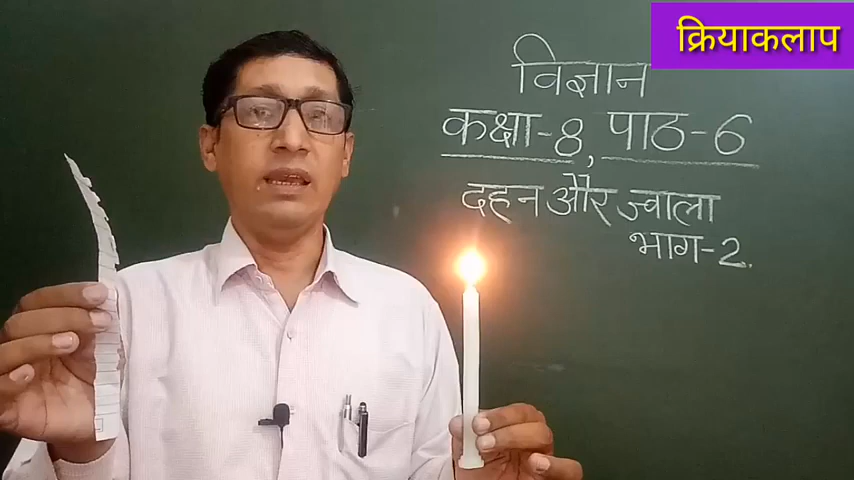 क्रियाकलाप
विज्ञान
कक्षा-8, पाठ-6
दहन और ज्वाला
भाग-2.